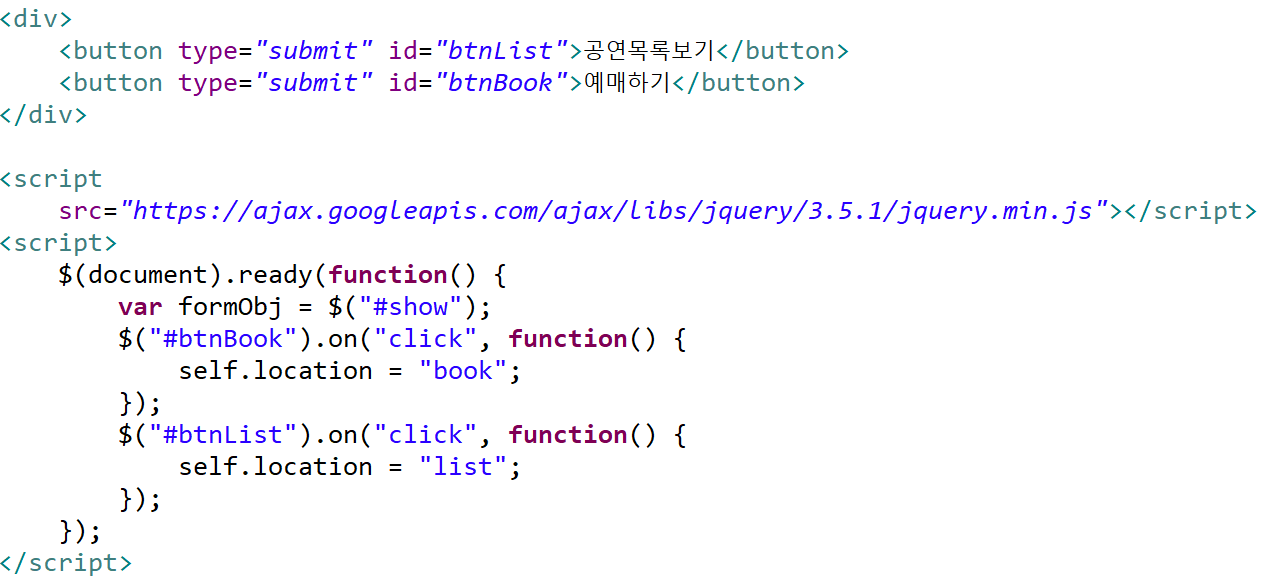 <div>
    <button type="submit" id="btnList">공연목록보기</button>
    <button type="submit" id="btnBook">예매하기</button>
</div>

<script
    src="https://ajax.googleapis.com/ajax/libs/jquery/3.5.1/jquery.min.js"></script>
<script>
    $(document).ready(function() {
        var formObj = $("#show");
        $("#btnBook").on("click", function() {
            self.location = "book";
        });
        $("#btnList").on("click", function() {
            self.location = "list";
        });
    });
</script>